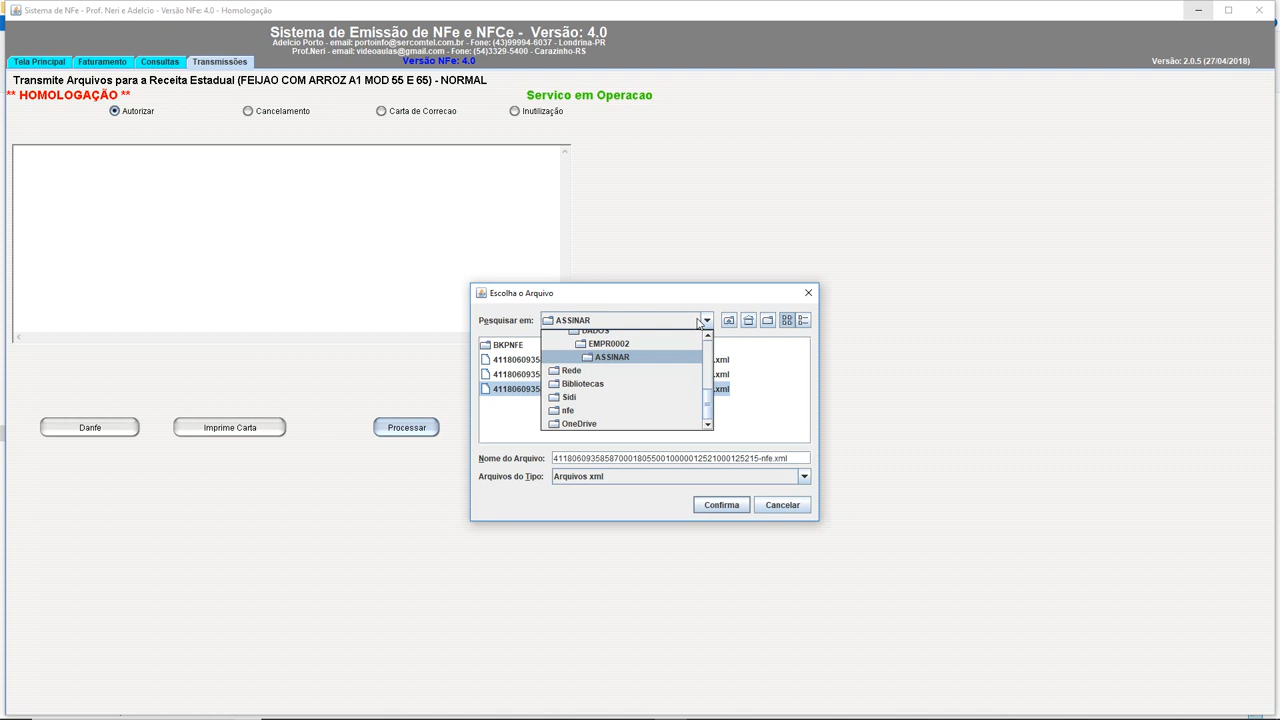 Sistema de NFe - Prof. Neri e Adelcio - Versão NFe: 4.0 - Homologação
Sistema de Emissão de NFe e NFCe - Versão: 4.0
Adelcio Porto - email: portoinfo@sercomtel.com.br - Fone: (43)99994-6037 - Londrina-PR
Prof.Neri - email: videoaulas@gmail.com - Fone: (54)3329-5400 - Carazinho-RS
Versão NFe: 4.0
Versão: 2.0.5 (27/04/2018)
Tela Principal Faturamento Consultas Transmissões
Transmite Arquivos para a Receita Estadual (FEIJAO COM ARROZ A1 MOD 55 E 65) - NORMAL
** HOMOLOGAÇÃO ** Servico em Operacao
Autorizar Cancelamento Carta de Correcao Inutilização
Escolha o Arquivo
Pesquisar em: ASSINAR
DADOS
EMPR0002
ASSINAR
Rede
Bibliotecas
Sidi
nfe
OneDrive
BKPNFE
4118060935 .xml
4118060935 .xml
4118060935 .xml
Nome do Arquivo: 41180609358587000180550010000012521000125215-nfe.xml
Arquivos do Tipo: Arquivos xml
Confirma Cancelar
Danfe Imprime Carta Processar